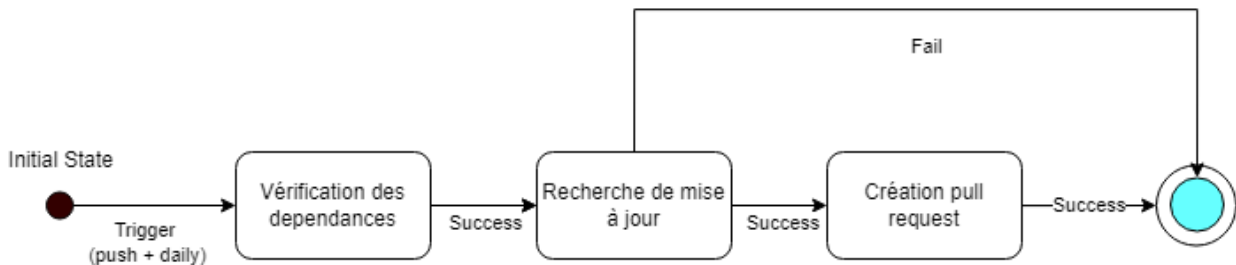 Fail
Initial State
Trigger
(push + daily)
Vérification des
dependances
Success
Recherche de mise
à jour
Success
Création pull
request
Success